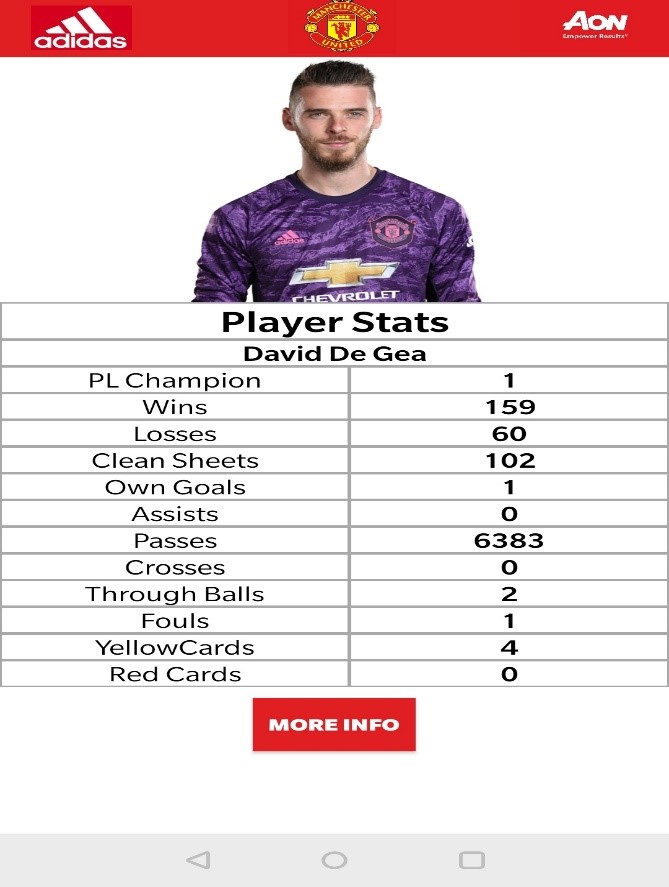 adidas
MANCHESTER
UNITED
AON
Empower Results®
adidas
CHEVROLET
Player Stats
David De Gea
PL Champion 1
Wins 159
Losses 60
Clean Sheets 102
Own Goals 1
Assists 0
Passes 6383
Crosses 0
Through Balls 2
Fouls 1
YellowCards 4
Red Cards 0
MORE INFO